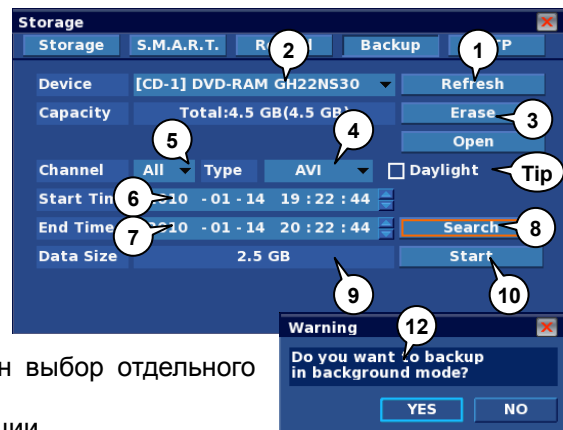 Storage
Storage S.M.A.R.T. Backup
2 1
Device [CD-1] DVD-RAM GH22NS30 Refresh
Capacity Total:4.5 GB(4.5 GB) Erase
3
Open
5 4
Channel All Type AVI Daylight Tip
Start 19 : 22 : 44
- 01 - 14
6
End Time - 01 - 14 20 : 22 : 44 Search 8
7
Data Size 2.5 GB Start
9 10
Warning 12
Do you want to backup
in background mode?
YES NO
выбор отдельного